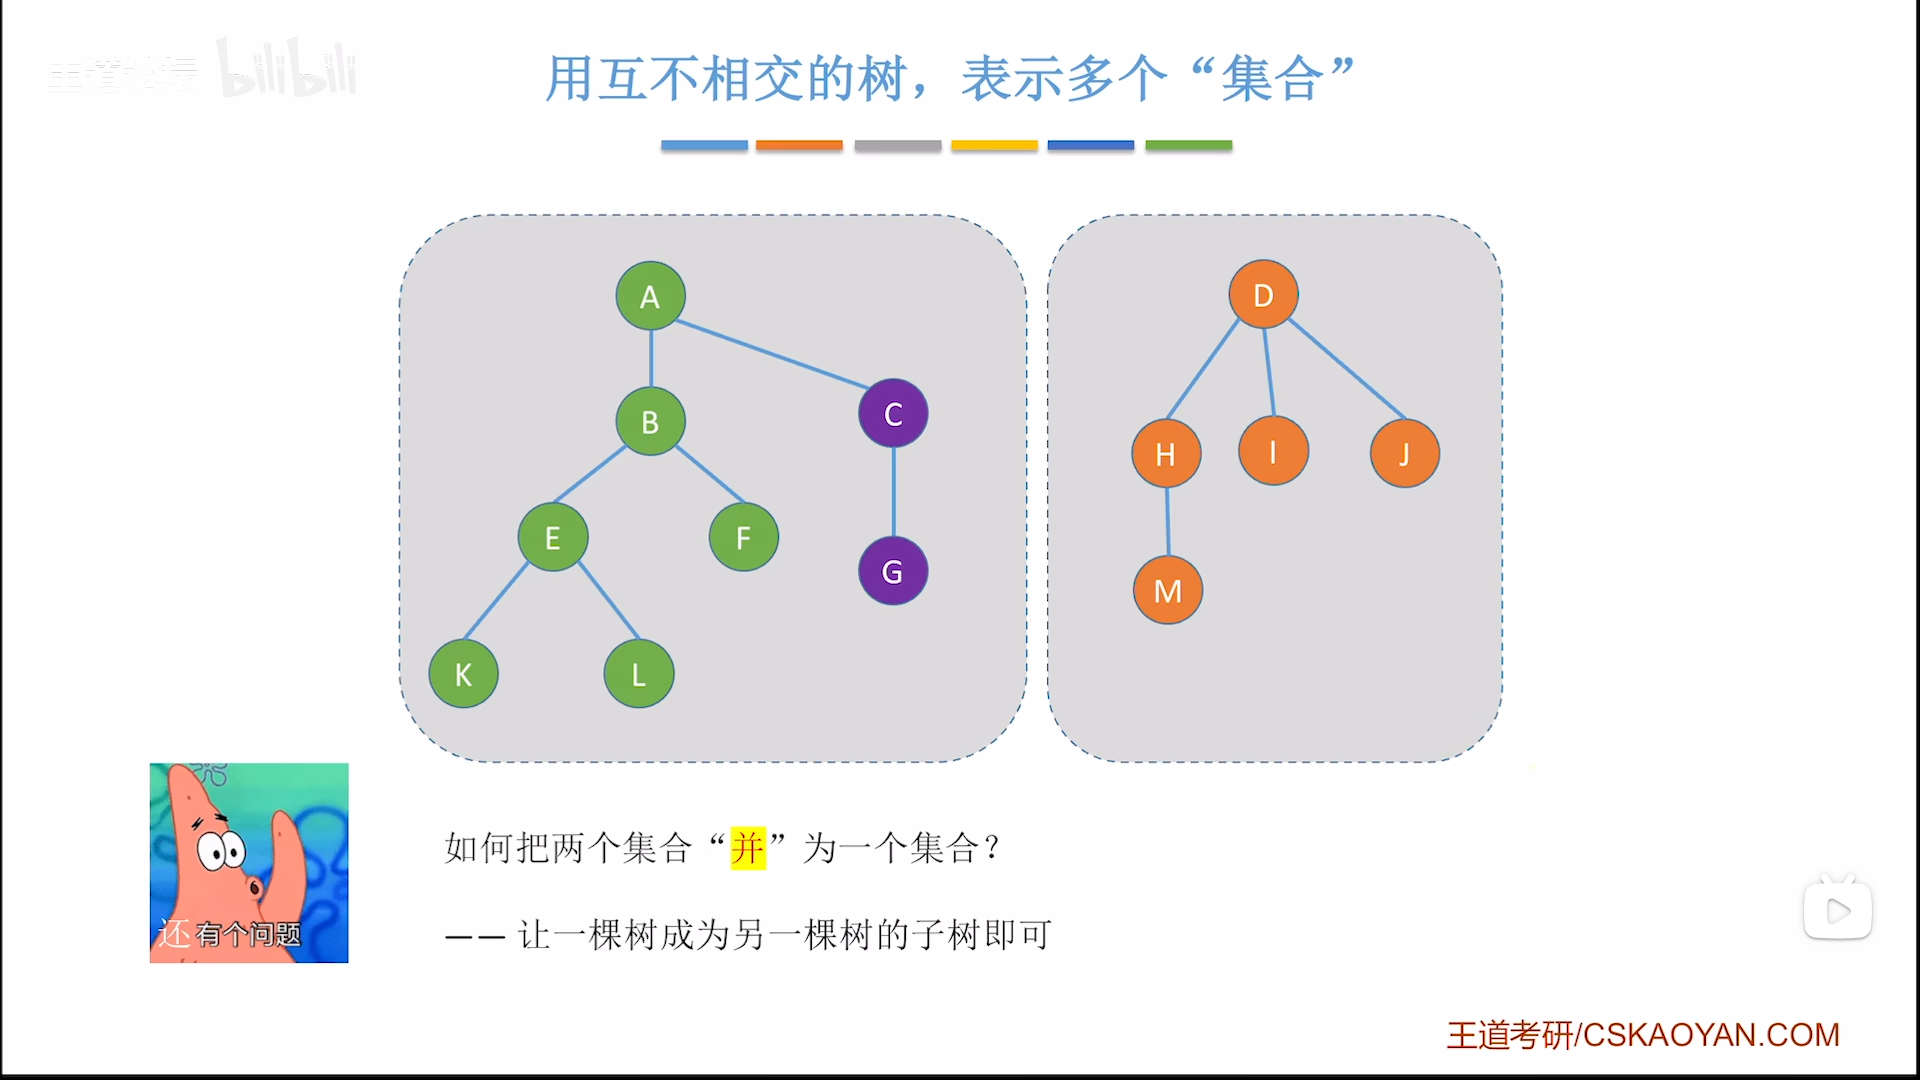 王道论坛 bilibili
用互不相交的树，表示多个“集合”
A
D
B
C
H
I
J
E
F
G
M
K
L
如何把两个集合“并”为一个集合？
—— 让一棵树成为另一棵树的子树即可
还有个问题
王道考研/CSKAOYAN.COM